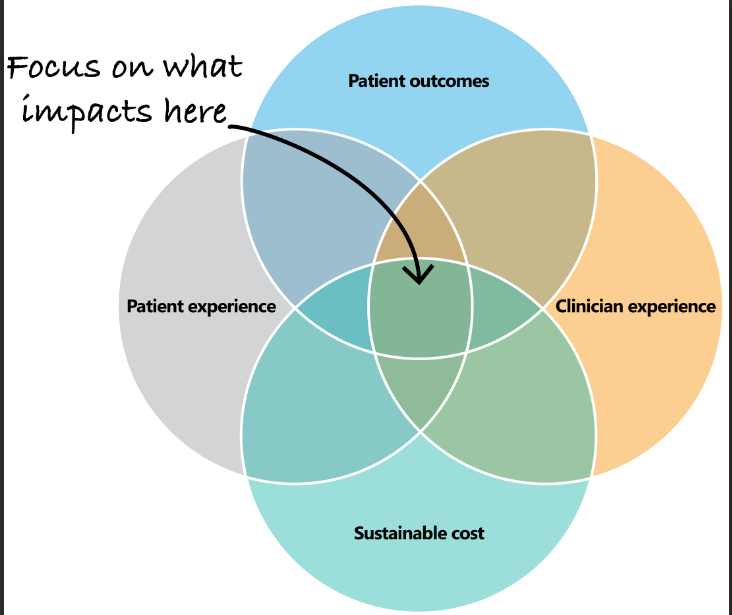 Focus on what
impacts here
Patient outcomes
Patient experience
Clinician experience
Sustainable cost